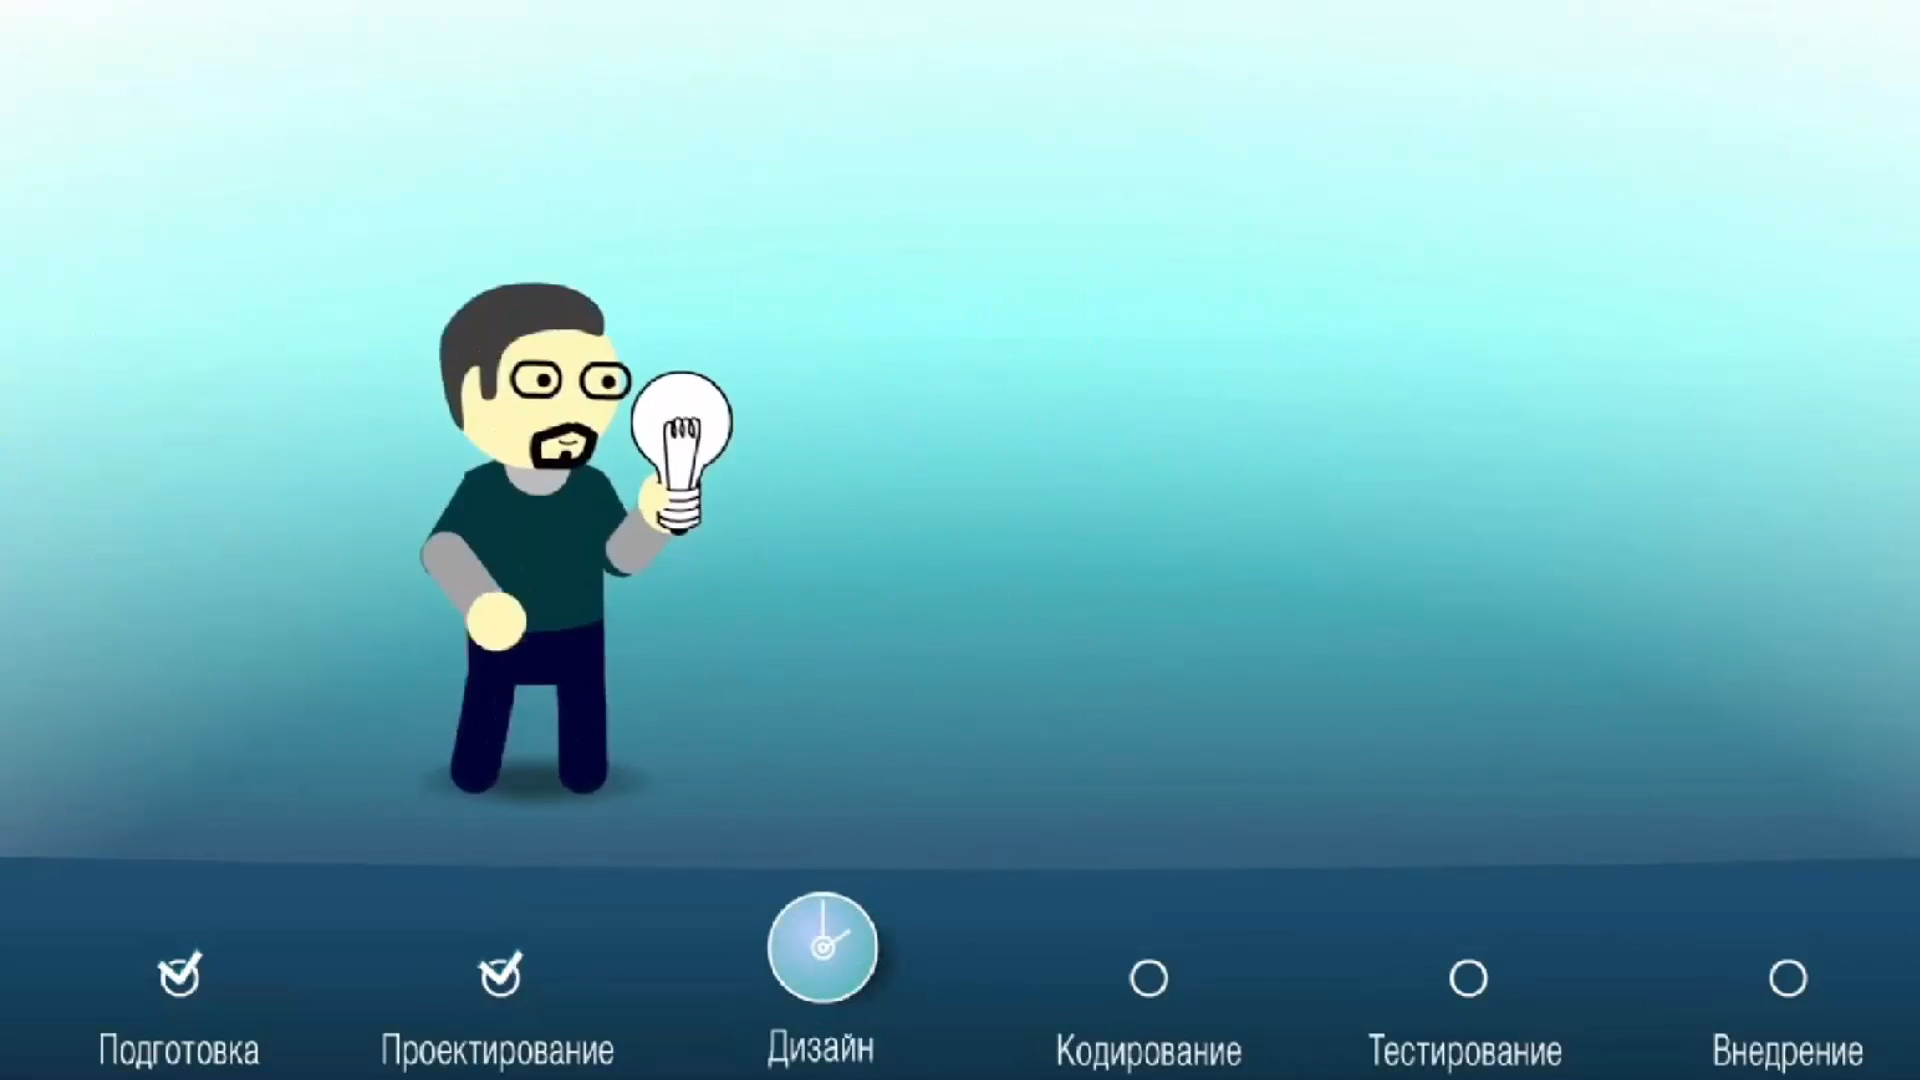 Подготовка
Проектирование
Дизайн
Кодирование
Тестирование
Внедрение